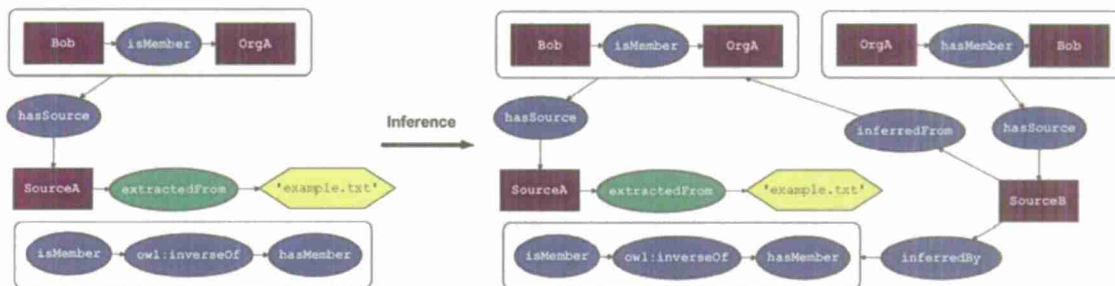 Bob isMember OrgA
hasSource
SourceA extractedFrom 'example.txt'
isMember owl:inverseOf hasMember
Inference
Bob isMember OrgA
OrgA hasMember Bob
hasSource
inferredFrom
hasSource
SourceA extractedFrom 'example.txt'
SourceB
isMember owl:inverseOf hasMember
inferredBy